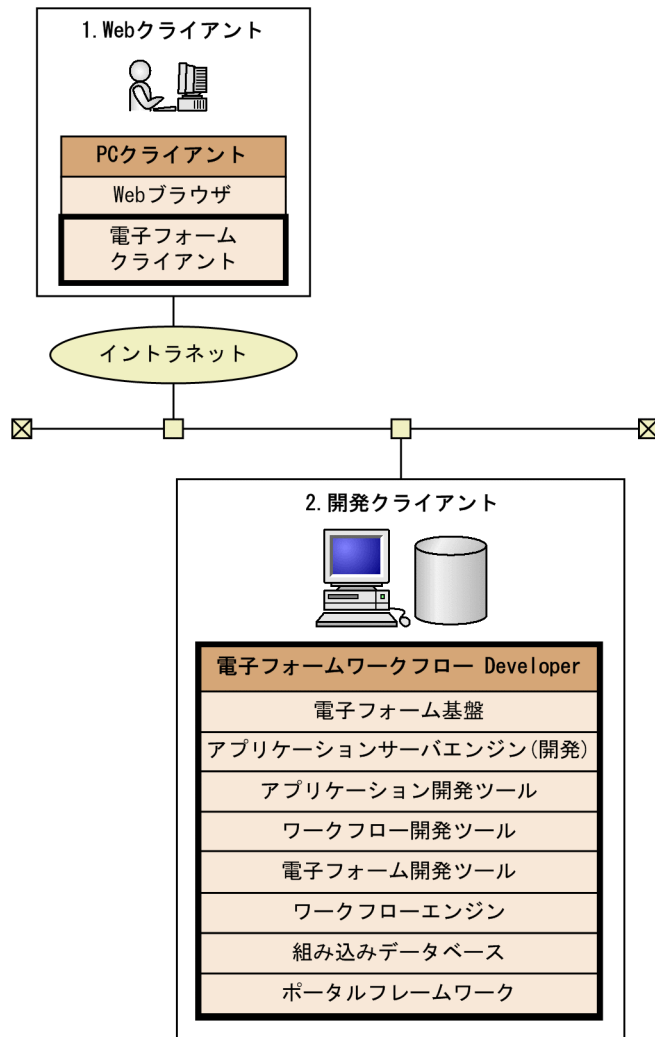 1.Webクライアント
PCクライアント
Webブラウザ
電子フォーム
クライアント
イントラネット
2.開発クライアント
電子フォームワークフロー Developer
電子フォーム基盤
アプリケーションサーバエンジン(開発)
アプリケーション開発ツール
ワークフロー開発ツール
電子フォーム開発ツール
ワークフローエンジン
組み込みデータベース
ポータルフレームワーク